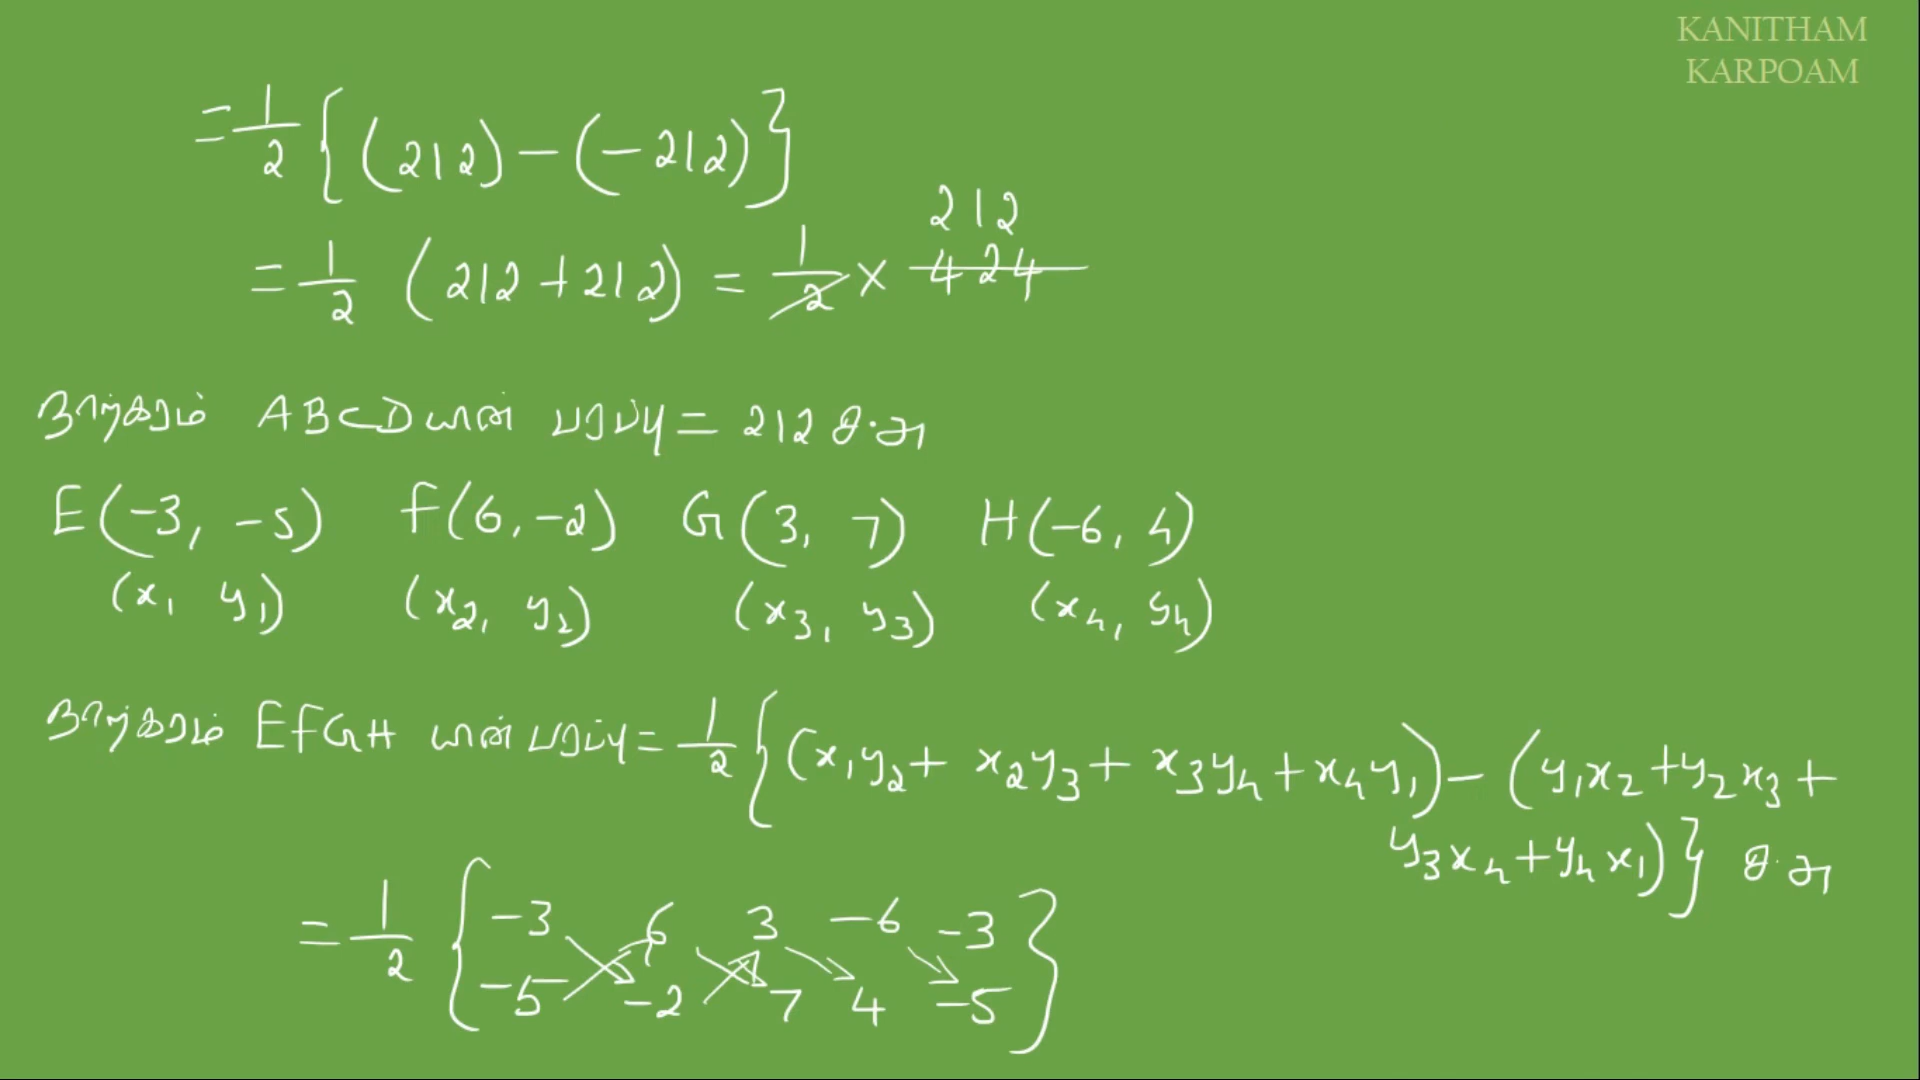 KANITHAM
KARPOAM
= 1/2 {(212) - (-212)}
= 1/2 (212 + 212) = 1/2 × 424 212
நாற்கரம் ABCD யின் பரப்பு = 212 ச.அ
E(-3, -5) F(6, -2) G(3, 7) H(-6, 4)
(x₁ y₁) (x₂, y₂) (x₃, y₃) (x₄, y₄)
நாற்கரம் EFGH யின் பரப்பு = 1/2 {(x₁y₂ + x₂y₃ + x₃y₄ + x₄y₁) - (y₁x₂ + y₂x₃ +
y₃x₄ + y₄x₁)} ச.அ
= 1/2 { -3 6 3 -6 -3
-5 -2 7 4 -5 }